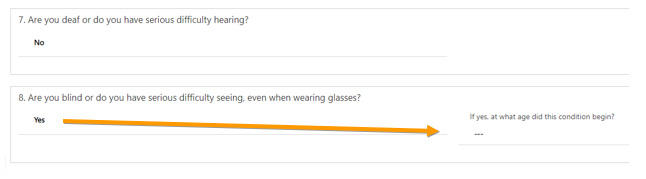 7. Are you deaf or do you have serious difficulty hearing?
No
8. Are you blind or do you have serious difficulty seeing, even when wearing glasses?
Yes
If yes, at what age did this condition begin?
---